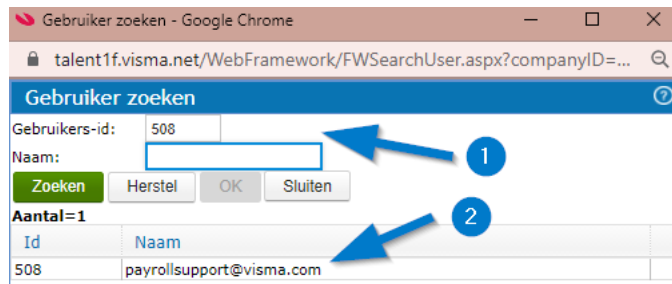 Gebruiker zoeken - Google Chrome
talent1f.visma.net/WebFramework/FWSearchUser.aspx?companyID=...
Gebruiker zoeken
Gebruikers-id: 508
1
Naam:
Zoeken Herstel OK Sluiten
Aantal=1
2
Id Naam
508 payrollsupport@visma.com